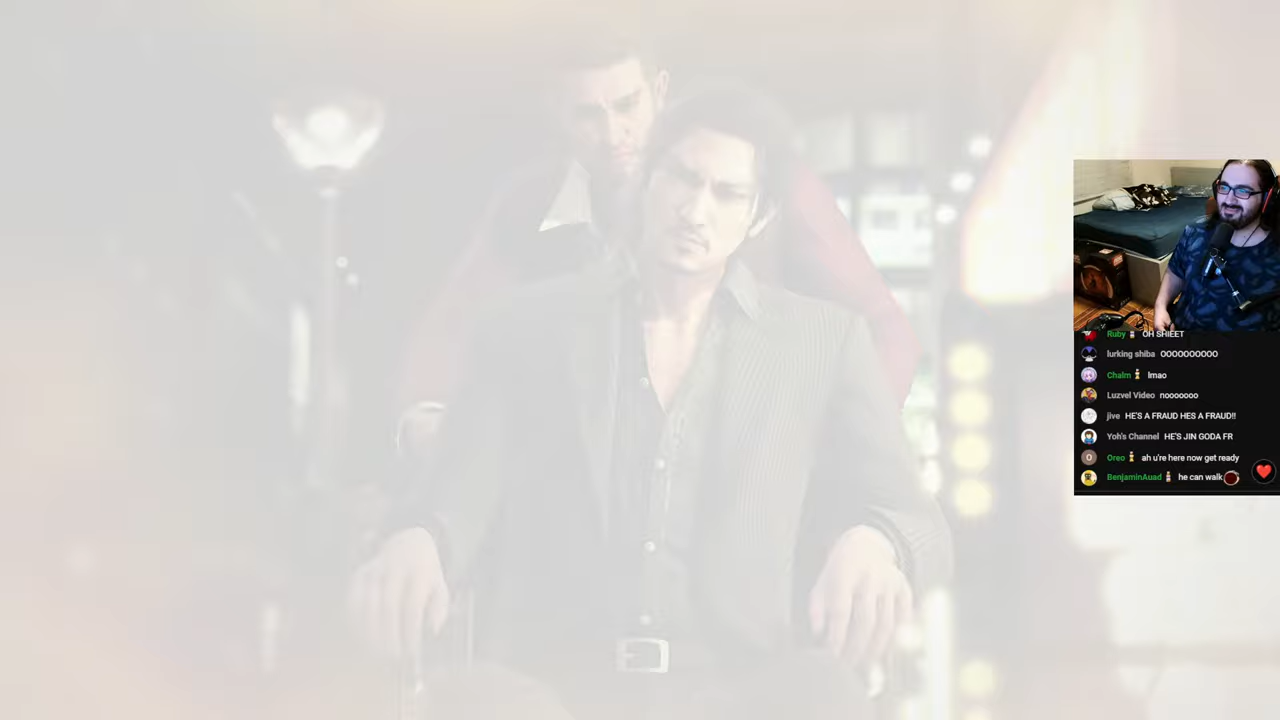 Ruby OH SHIEET
lurking shiba OOOOOOOOOO
Chalm lmao
Luzvel Video nooooooo
jive HE'S A FRAUD HES A FRAUD!!
Yoh's Channel HE'S JIN GODA FR
O Oreo ah u're here now get ready
BenjaminAuad he can walk